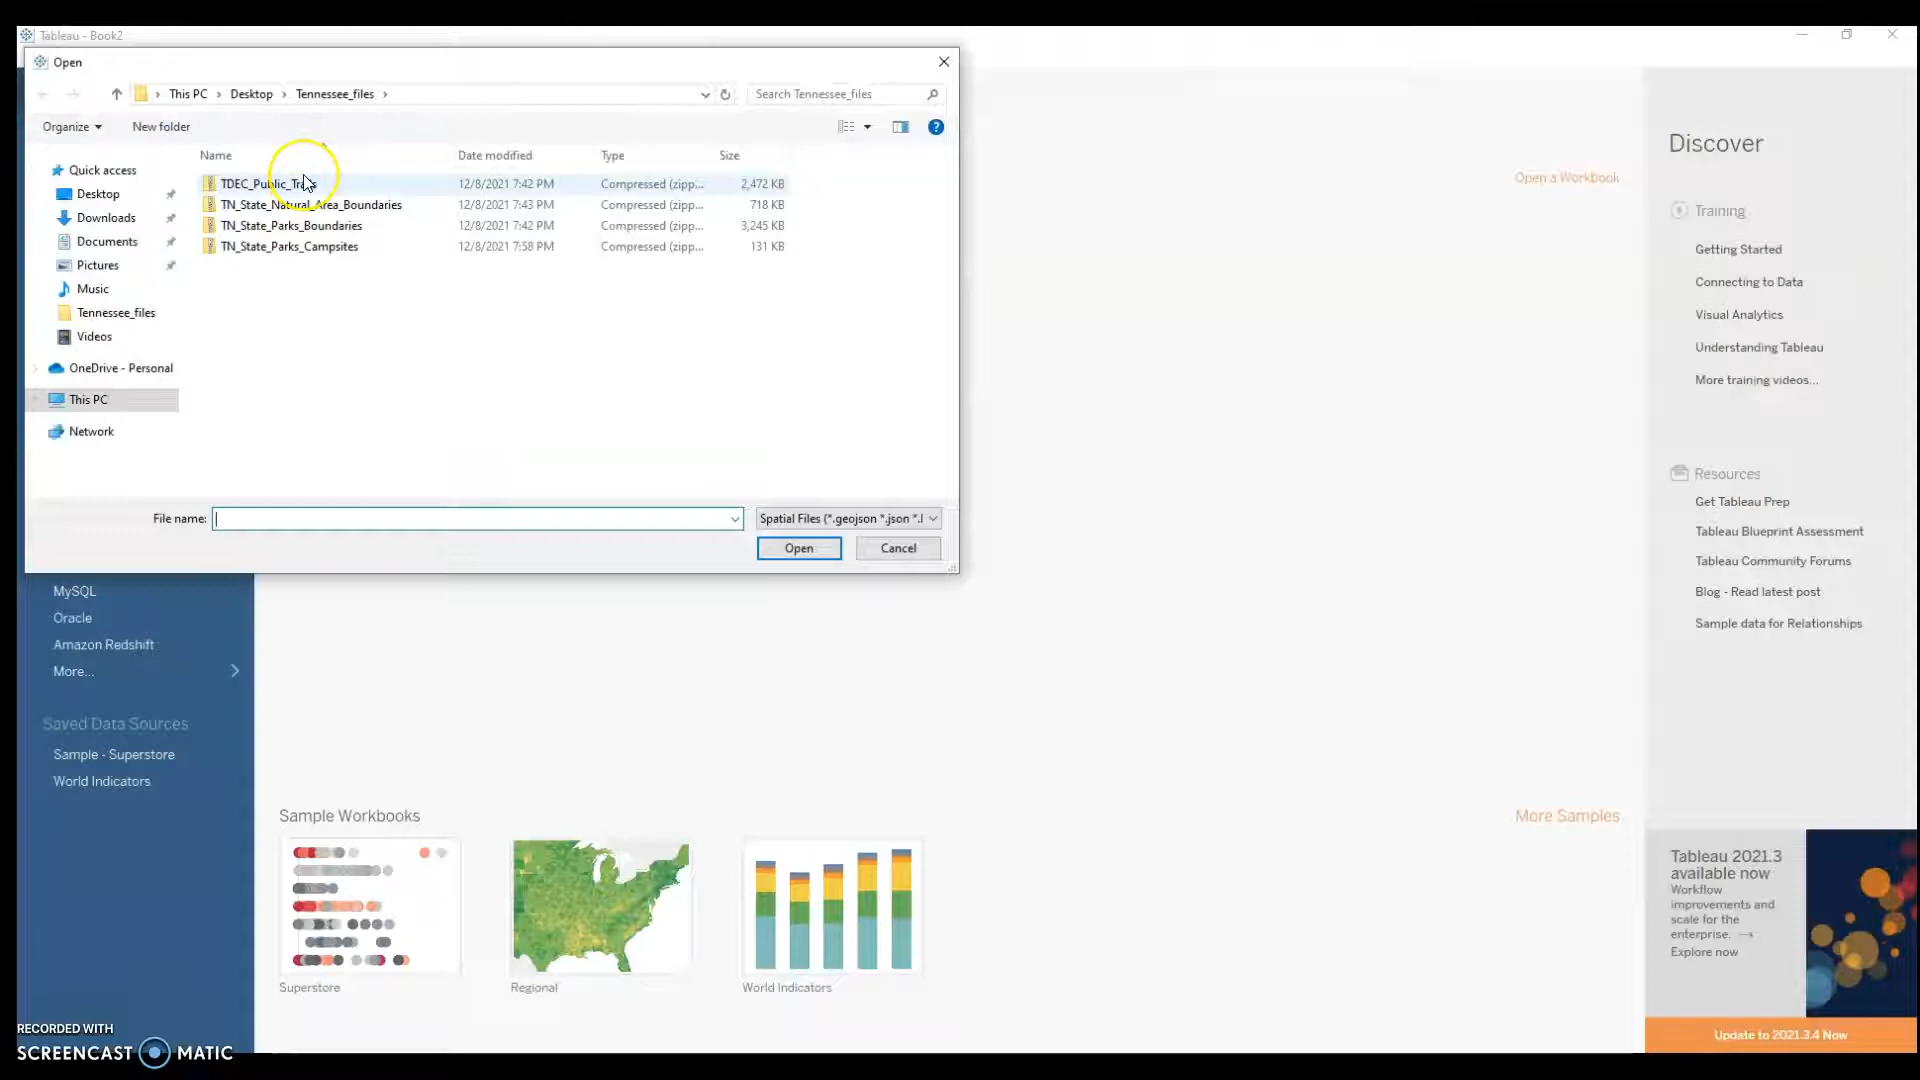 Tableau - Book2
Open
This PC › Desktop › Tennessee_files ›
Search Tennessee_files
Organize
New folder
Name
Date modified
Type
Size
TDEC_Public_Trails 12/8/2021 7:42 PM Compressed (zipp... 2,472 KB
TN_State_Natural_Area_Boundaries 12/8/2021 7:43 PM Compressed (zipp... 718 KB
TN_State_Parks_Boundaries 12/8/2021 7:42 PM Compressed (zipp... 3,245 KB
TN_State_Parks_Campsites 12/8/2021 7:58 PM Compressed (zipp... 131 KB
Quick access
Desktop
Downloads
Documents
Pictures
Music
Tennessee_files
Videos
OneDrive - Personal
This PC
Network
File name:
Spatial Files (*.geojson *.json *.l
Open
Cancel
MySQL
Oracle
Amazon Redshift
More...
Saved Data Sources
Sample - Superstore
World Indicators
Open a Workbook
Sample Workbooks
More Samples
Superstore
Regional
World Indicators
Discover
Training
Getting Started
Connecting to Data
Visual Analytics
Understanding Tableau
More training videos...
Resources
Get Tableau Prep
Tableau Blueprint Assessment
Tableau Community Forums
Blog - Read latest post
Sample data for Relationships
Tableau 2021.3
available now
Workflow
improvements and
scale for the
enterprise. →
Explore now
Update to 2021.3.4 Now
RECORDED WITH
SCREENCAST MATIC